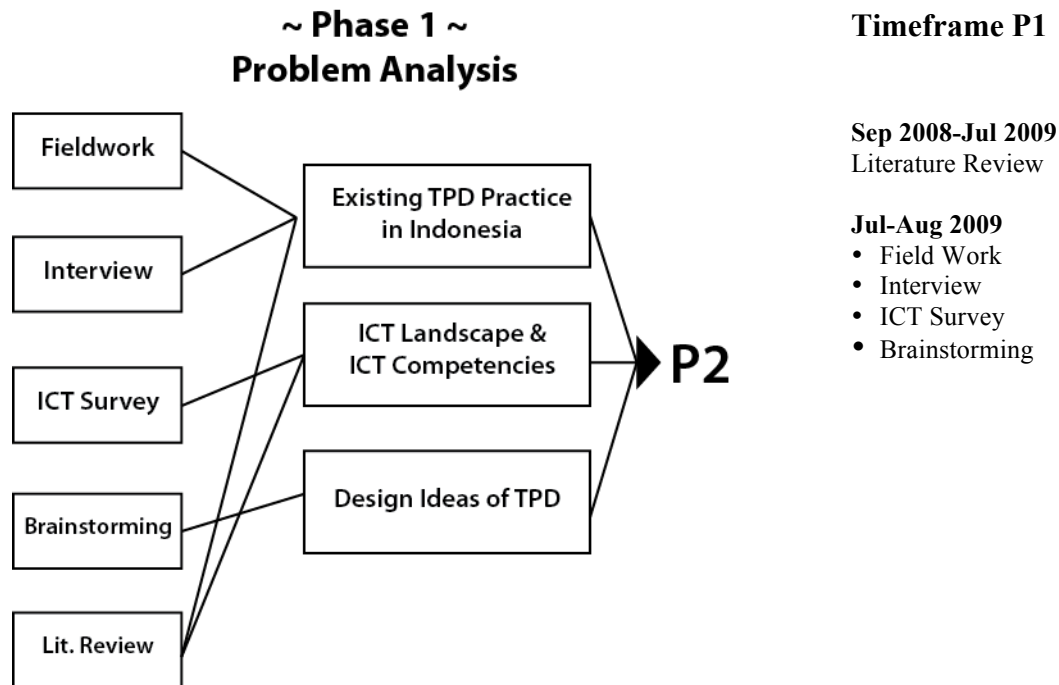 ~ Phase 1 ~
Problem Analysis
Fieldwork
Interview
ICT Survey
Brainstorming
Lit. Review
Existing TPD Practice
in Indonesia
ICT Landscape &
ICT Competencies
Design Ideas of TPD
P2
Timeframe P1
Sep 2008-Jul 2009
Literature Review
Jul-Aug 2009
• Field Work
• Interview
• ICT Survey
• Brainstorming